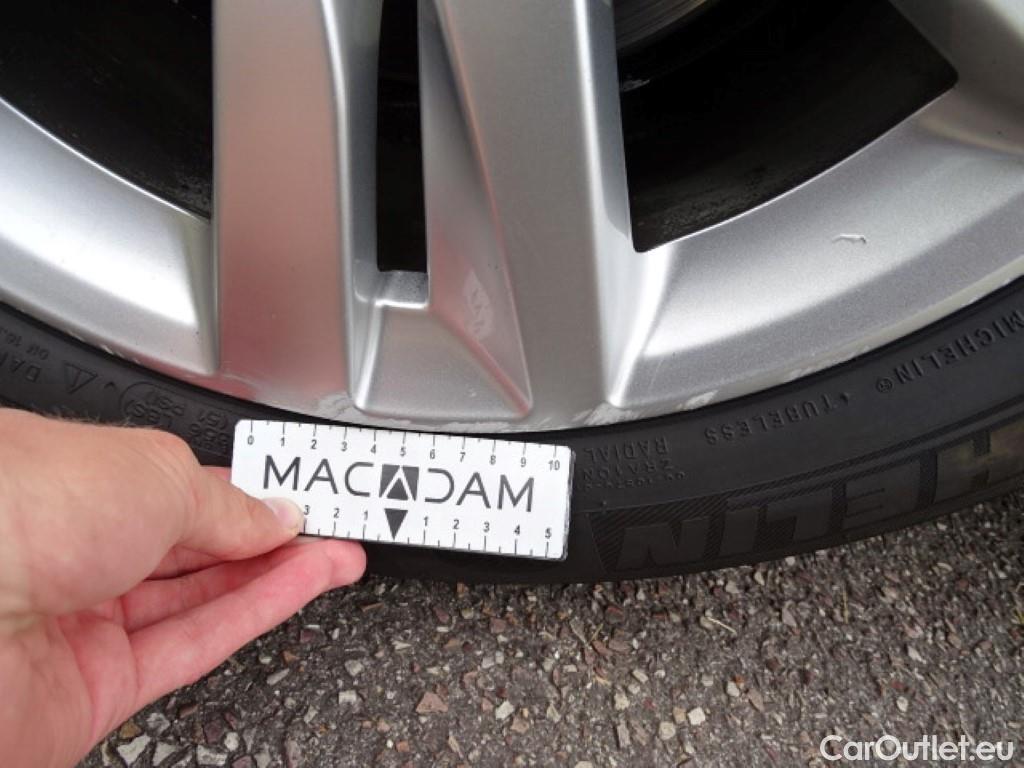 MICHELIN ®
TUBELESS
RADIAL
0 1 2 3 4 5 6 7 8 9 10
MACADAM
3 2 1 1 2 3 4 5
HELIN
CarOutlet.eu